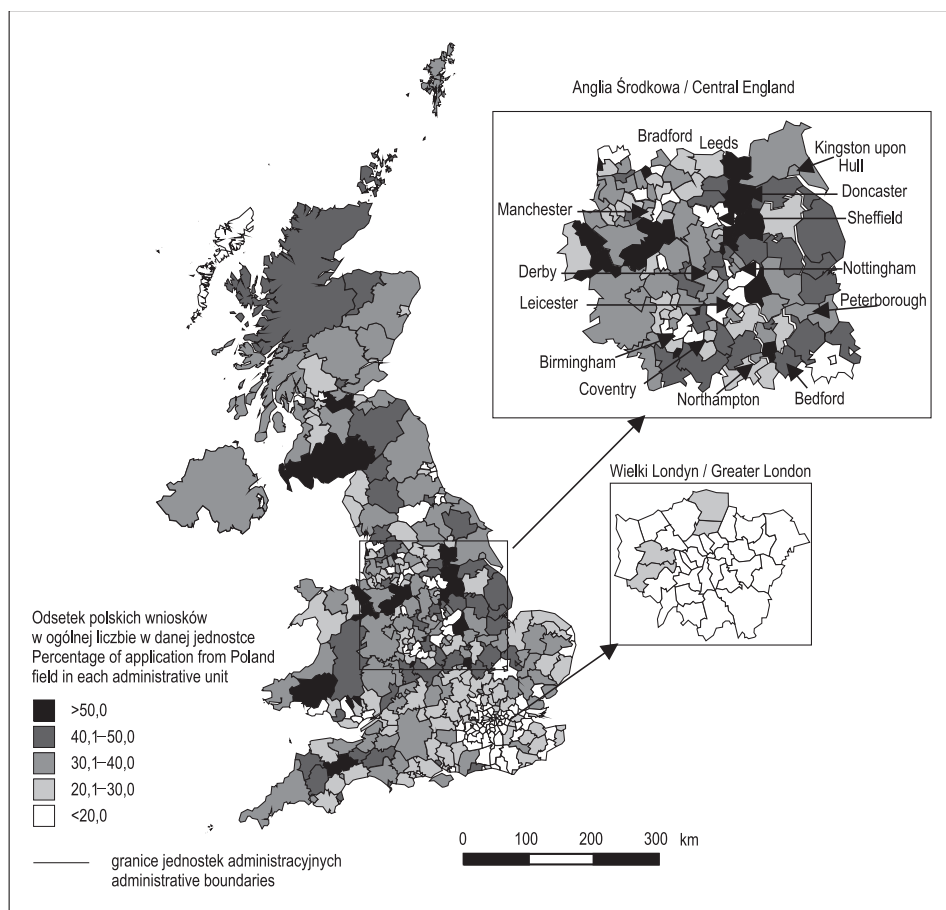 Anglia Środkowa / Central England
Bradford
Leeds
Kingston upon
Hull
Doncaster
Manchester
Sheffield
Derby
Nottingham
Leicester
Peterborough
Birmingham
Coventry
Northampton
Bedford
Wielki Londyn / Greater London
Odsetek polskich wniosków
w ogólnej liczbie w danej jednostce
Percentage of application from Poland
field in each administrative unit
>50,0
40,1–50,0
30,1–40,0
20,1–30,0
<20,0
granice jednostek administracyjnych
administrative boundaries
0 100 200 300 km